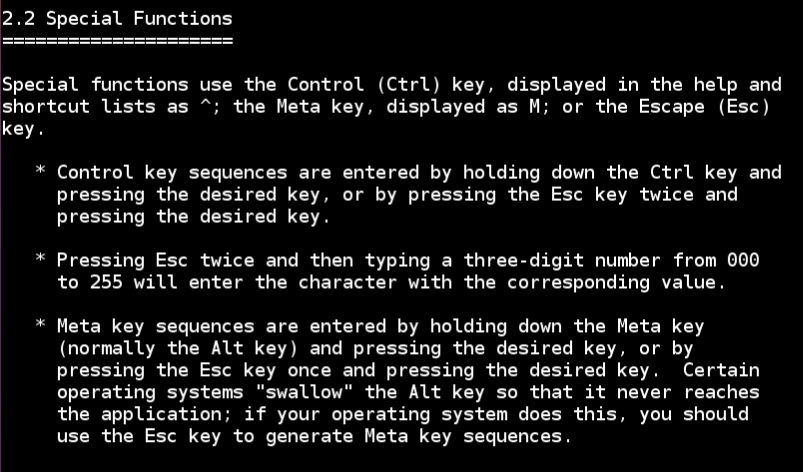 2.2 Special Functions
=====================
Special functions use the Control (Ctrl) key, displayed in the help and
shortcut lists as ^; the Meta key, displayed as M; or the Escape (Esc)
key.
* Control key sequences are entered by holding down the Ctrl key and
pressing the desired key, or by pressing the Esc key twice and
pressing the desired key.
* Pressing Esc twice and then typing a three-digit number from 000
to 255 will enter the character with the corresponding value.
* Meta key sequences are entered by holding down the Meta key
(normally the Alt key) and pressing the desired key, or by
pressing the Esc key once and pressing the desired key.  Certain
operating systems "swallow" the Alt key so that it never reaches
the application; if your operating system does this, you should
use the Esc key to generate Meta key sequences.